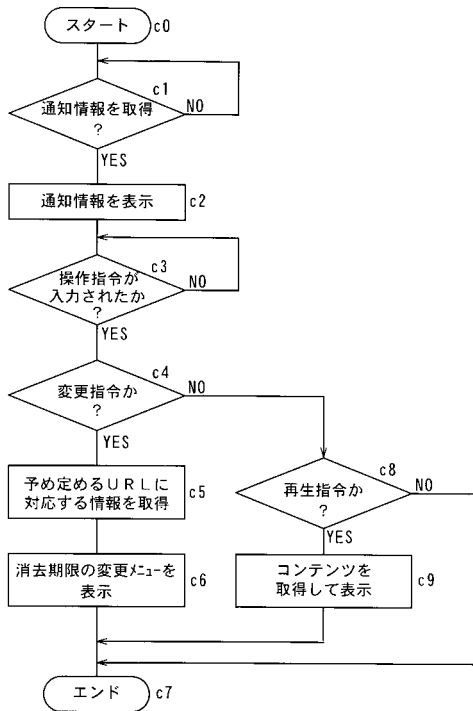 スタート c0
c1
通知情報を取得
?
NO
YES
通知情報を表示 c2
c3
操作指令が
入力されたか
?
NO
YES
c4
変更指令か
?
NO
YES
予め定めるURLに
対応する情報を取得
c5
c8
再生指令か
?
NO
YES
消去期限の変更メニューを
表示
c6
コンテンツを
取得して表示
c9
エンド c7